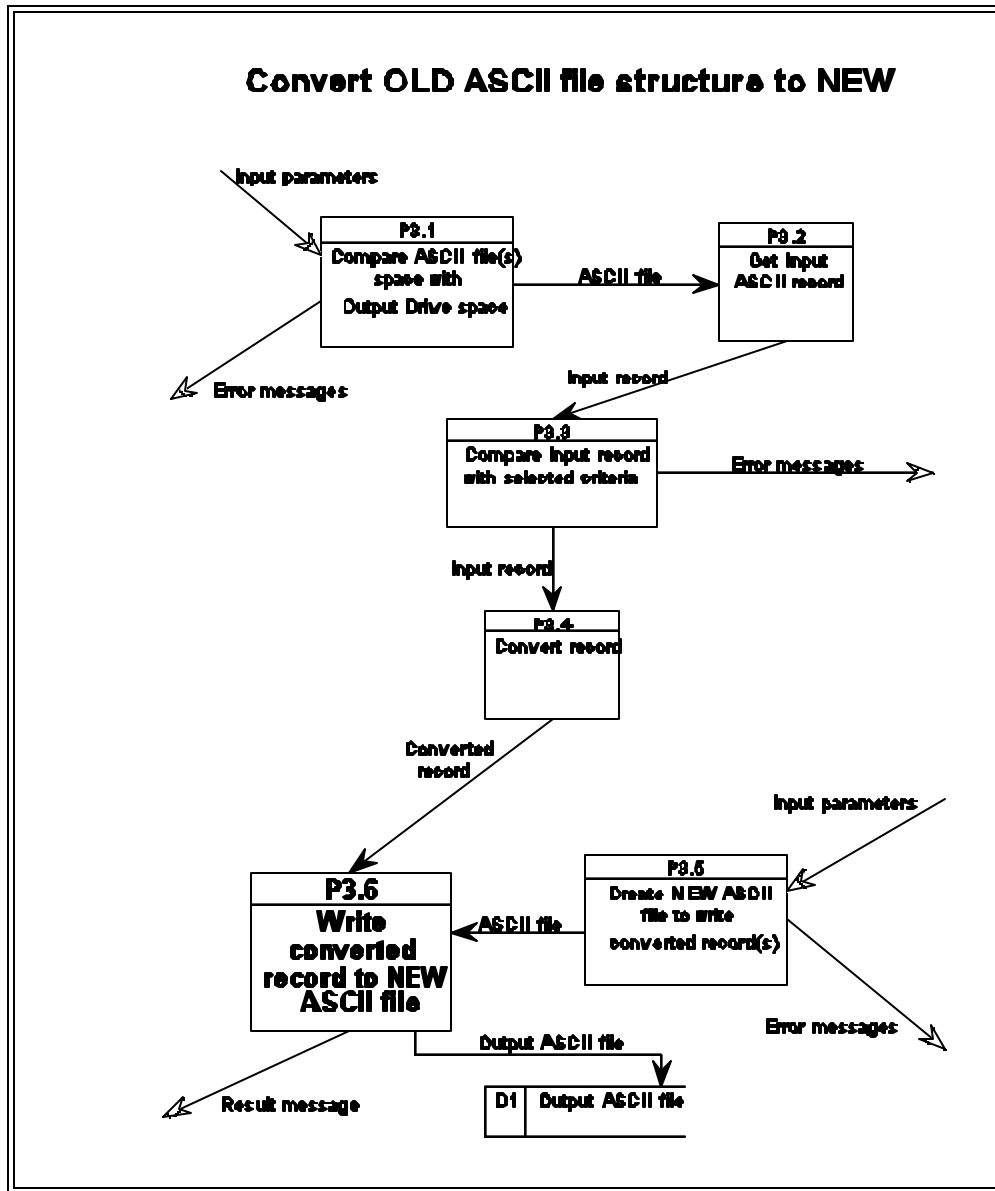 Convert OLD ASCII file structure to NEW
Input parameters
P3.1
Compare ASCII file(s)
space with
Output Drive space
ASCII file
P3.2
Get Input
ASCII record
Error messages
Input record
P3.3
Compare Input record
with selected criteria
Error messages
Input record
P3.4
Convert record
Converted
record
Input parameters
P3.5
Create NEW ASCII
file to write
converted record(s)
ASCII file
P3.6
Write
converted
record to NEW
ASCII file
Error messages
Output ASCII file
Result message
D1 Output ASCII file